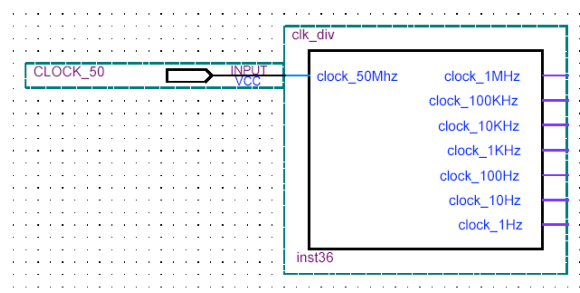 clk_div
CLOCK_50
INPUT
VCC
clock_50Mhz
clock_1MHz
clock_100KHz
clock_10KHz
clock_1KHz
clock_100Hz
clock_10Hz
clock_1Hz
inst36